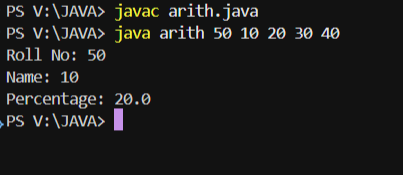 PS V:\JAVA> javac arith.java
PS V:\JAVA> java arith 50 10 20 30 40
Roll No: 50
Name: 10
Percentage: 20.0
PS V:\JAVA>